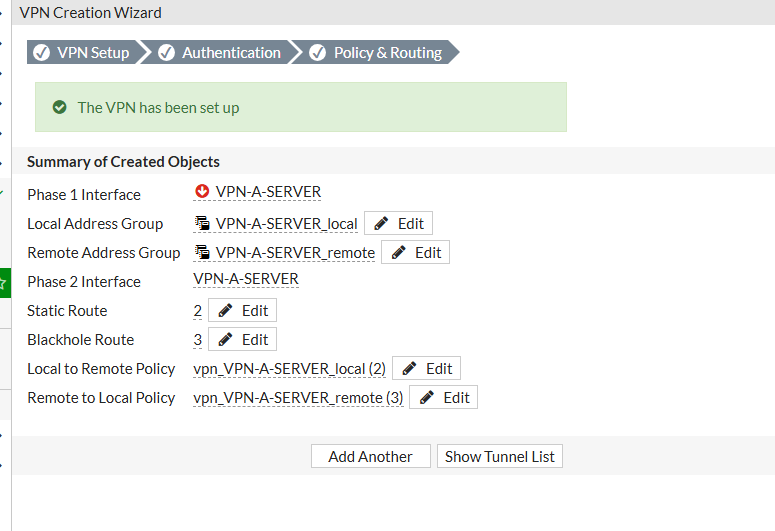 VPN Creation Wizard
VPN Setup Authentication Policy & Routing
The VPN has been set up
Summary of Created Objects
Phase 1 Interface VPN-A-SERVER
Local Address Group VPN-A-SERVER_local Edit
Remote Address Group VPN-A-SERVER_remote Edit
Phase 2 Interface VPN-A-SERVER
Static Route 2 Edit
Blackhole Route 3 Edit
Local to Remote Policy vpn_VPN-A-SERVER_local (2) Edit
Remote to Local Policy vpn_VPN-A-SERVER_remote (3) Edit
Add Another Show Tunnel List